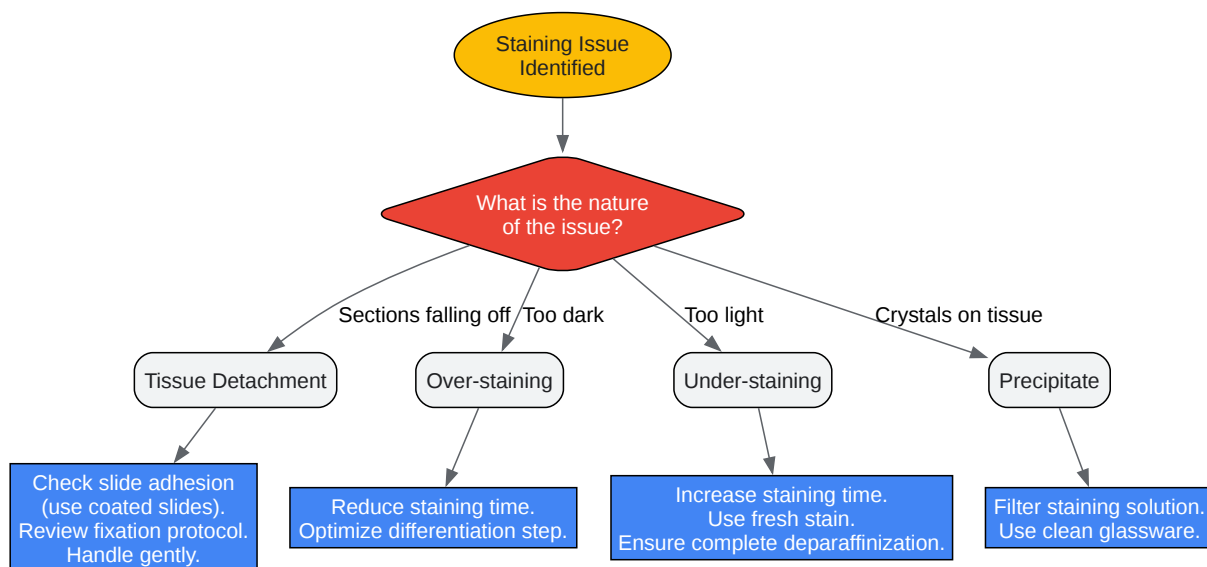 Staining Issue
Identified
What is the nature
of the issue?
Sections falling off
Too dark
Too light
Crystals on tissue
Tissue Detachment
Over-staining
Under-staining
Precipitate
Check slide adhesion
(use coated slides).
Review fixation protocol.
Handle gently.
Reduce staining time.
Optimize differentiation step.
Increase staining time.
Use fresh stain.
Ensure complete deparaffinization.
Filter staining solution.
Use clean glassware.